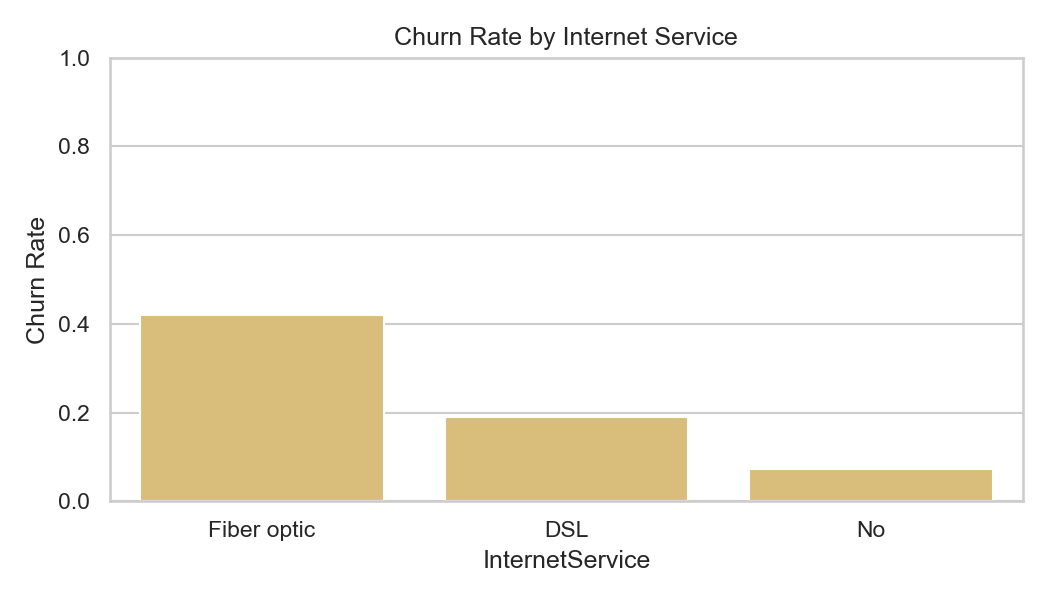 Churn Rate by Internet Service
1.0
0.8
0.6
0.4
0.2
0.0
Churn Rate
Fiber optic DSL No
InternetService